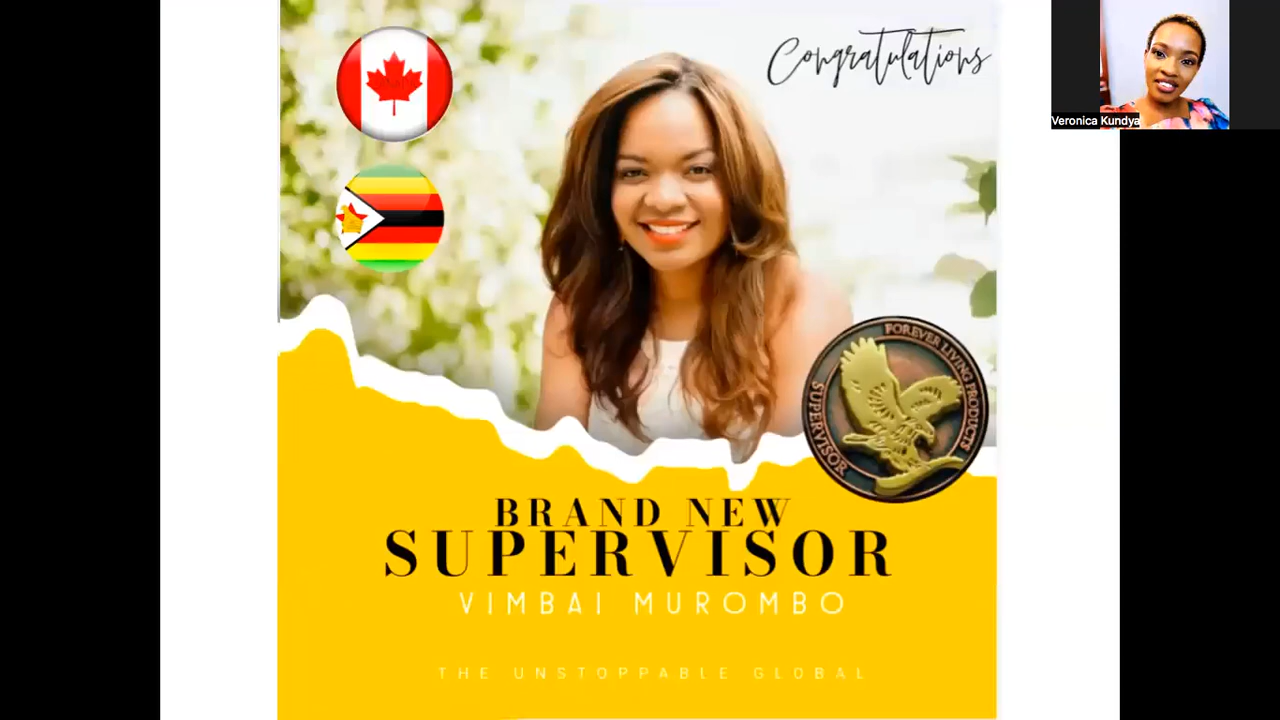 Congratulations
Veronica Kundya
FOREVER LIVING PRODUCTS
SUPERVISOR
BRAND NEW
SUPERVISOR
VIMBAI MUROMBO
THE UNSTOPPABLE GLOBAL